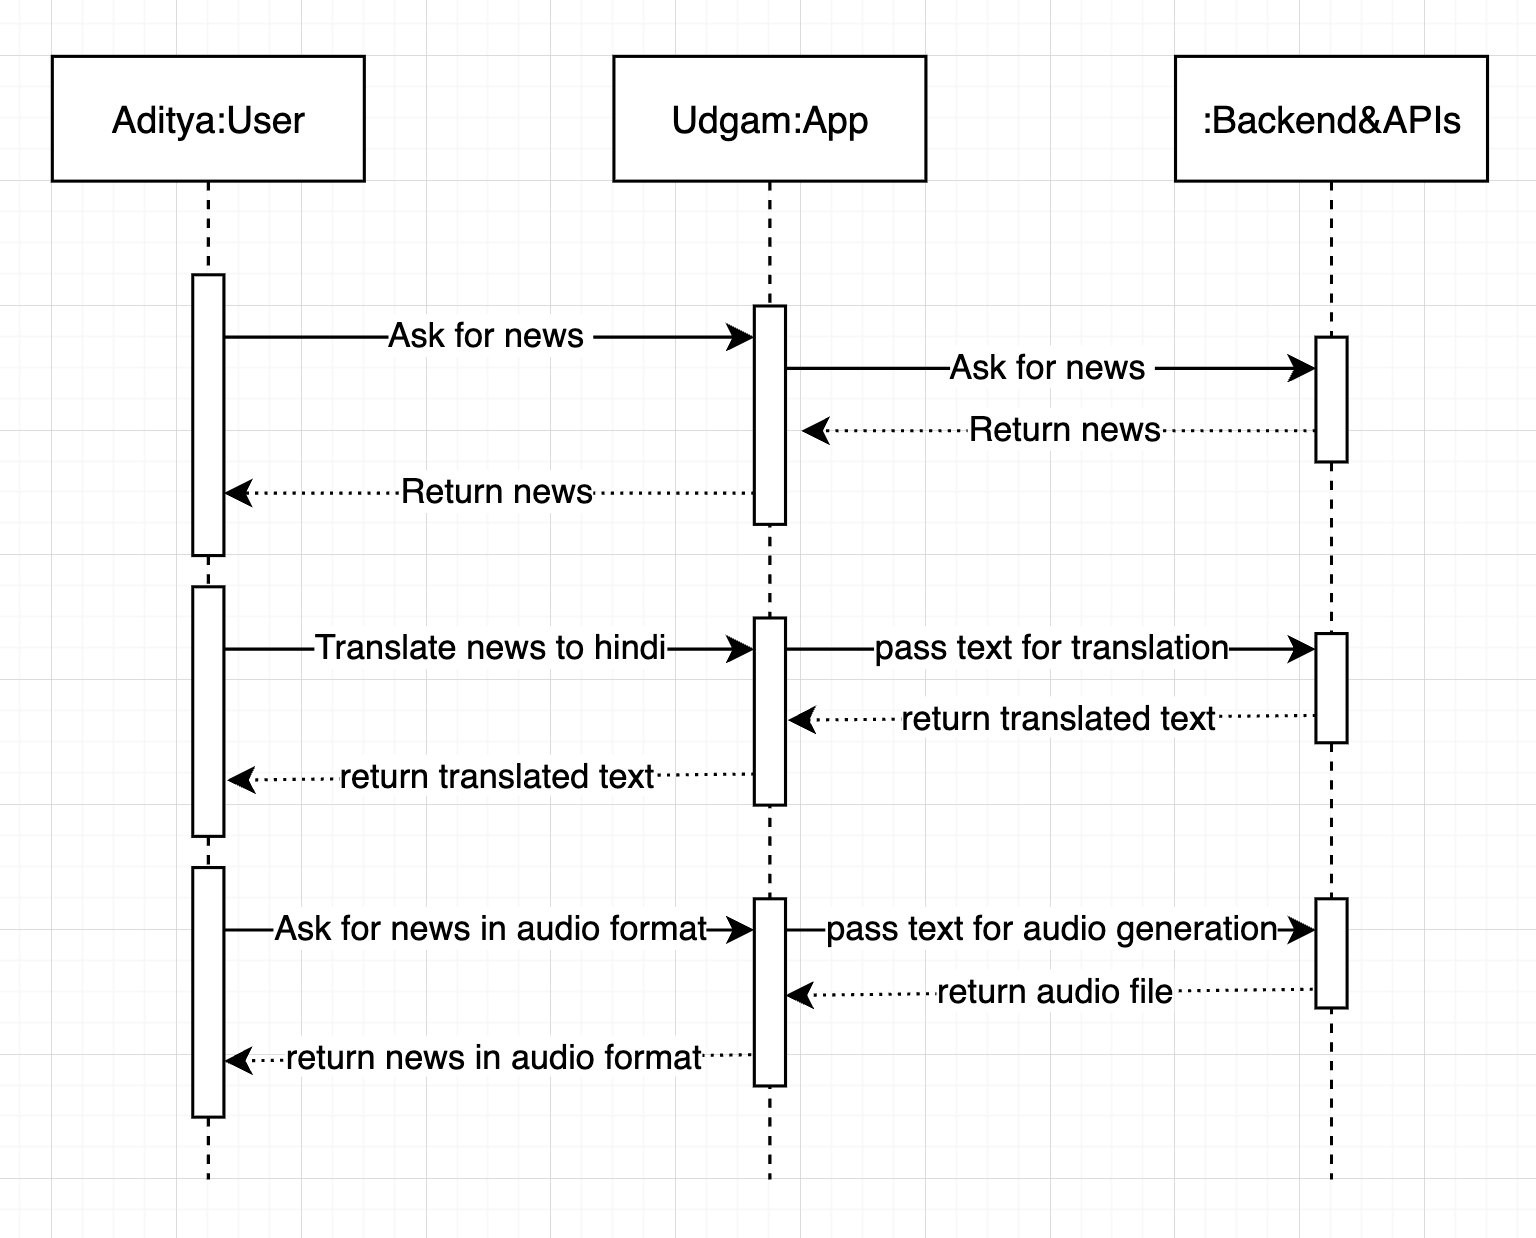 Aditya:User
Udgam:App
:Backend&APIs
Ask for news
Ask for news
Return news
Return news
Translate news to hindi
pass text for translation
return translated text
return translated text
Ask for news in audio format
pass text for audio generation
return audio file
return news in audio format